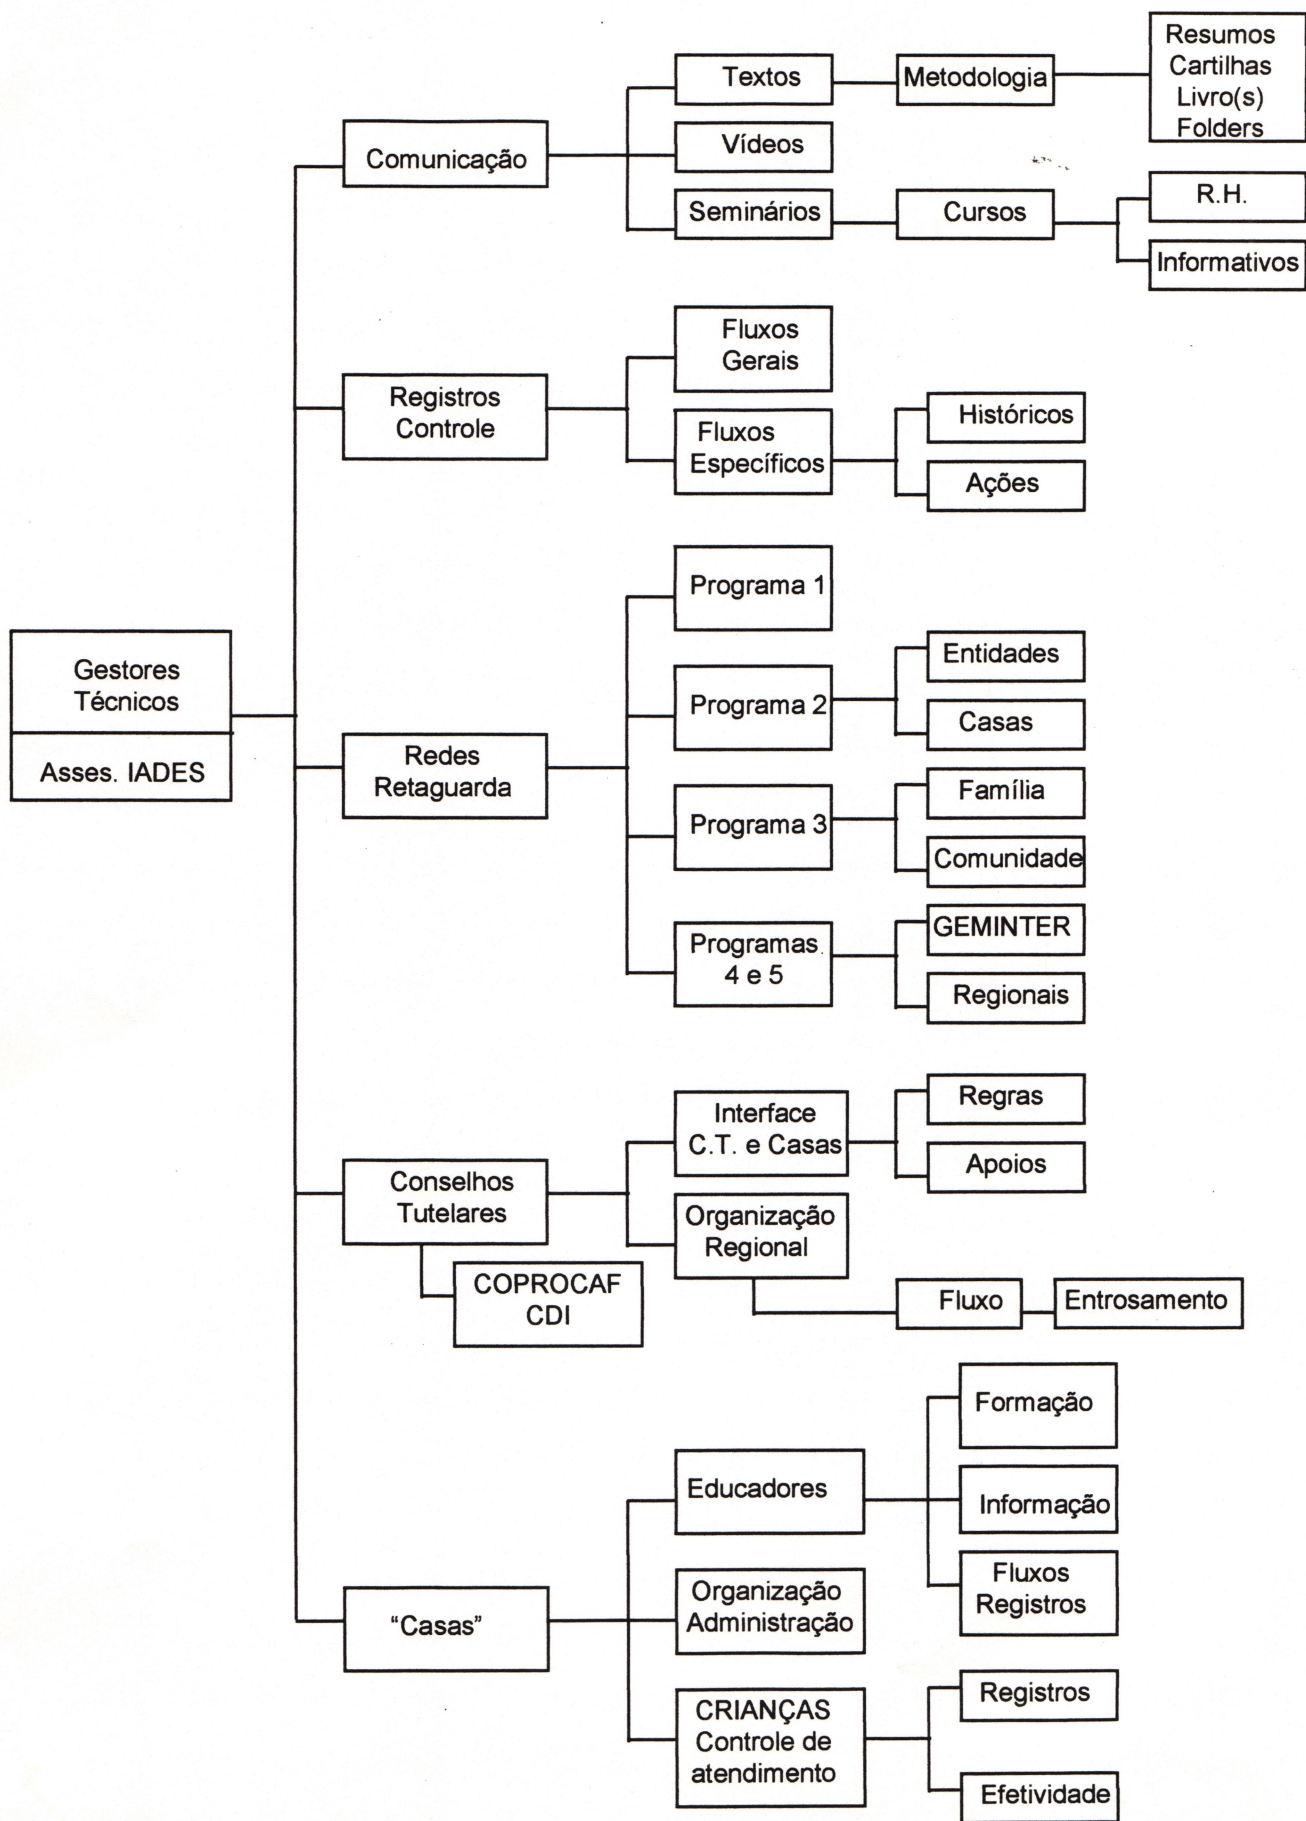 Gestores
Técnicos
Asses. IADES
Comunicação
Textos
Metodologia
Resumos
Cartilhas
Livro(s)
Folders
Vídeos
Seminários
Cursos
R.H.
Informativos
Registros
Controle
Fluxos
Gerais
Fluxos
Específicos
Históricos
Ações
Redes
Retaguarda
Programa 1
Programa 2
Entidades
Casas
Programa 3
Família
Comunidade
Programas
4 e 5
GEMINTER
Regionais
Conselhos
Tutelares
COPROCAF
CDI
Interface
C.T. e Casas
Regras
Apoios
Organização
Regional
Fluxo
Entrosamento
“Casas”
Educadores
Formação
Informação
Fluxos
Registros
Organização
Administração
CRIANÇAS
Controle de
atendimento
Registros
Efetividade